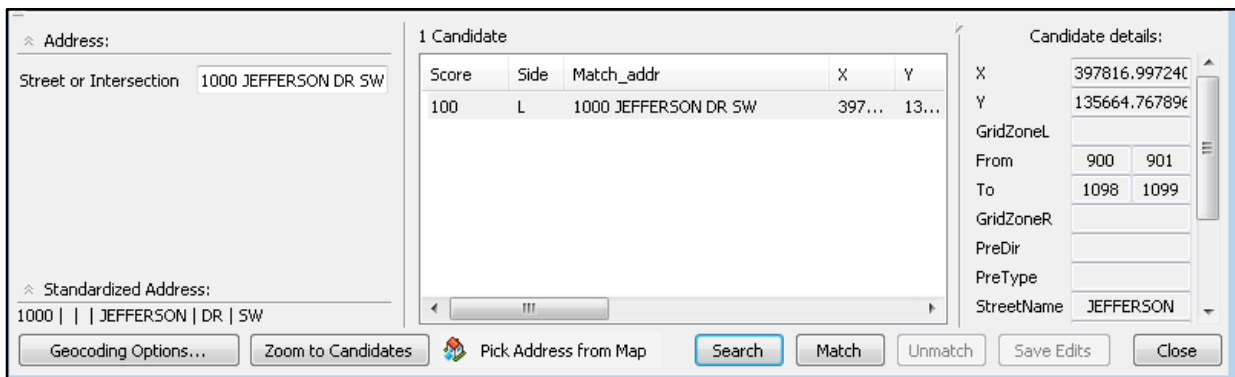 Address:
Street or Intersection 1000 JEFFERSON DR SW
Standardized Address:
1000 | | | JEFFERSON | DR | SW
1 Candidate
Score Side Match_addr X Y
100 L 1000 JEFFERSON DR SW 397... 13...
Candidate details:
X 397816.997240
Y 135664.767896
GridZoneL
From 900 901
To 1098 1099
GridZoneR
PreDir
PreType
StreetName JEFFERSON
Geocoding Options... Zoom to Candidates Pick Address from Map Search Match Unmatch Save Edits Close